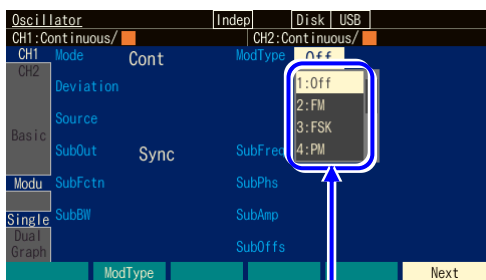 Oscillator Indep Disk USB
CH1:Continuous/ CH2:Continuous/
CH1 Mode Cont ModType Off
CH2
Deviation 1:Off
2:FM
Source 3:FSK
Basic
SubOut Sync SubFreq 4:PM
Modu SubFctn SubPhs
Single SubBW SubAmp
Dual
Graph SubOffs
ModType Next